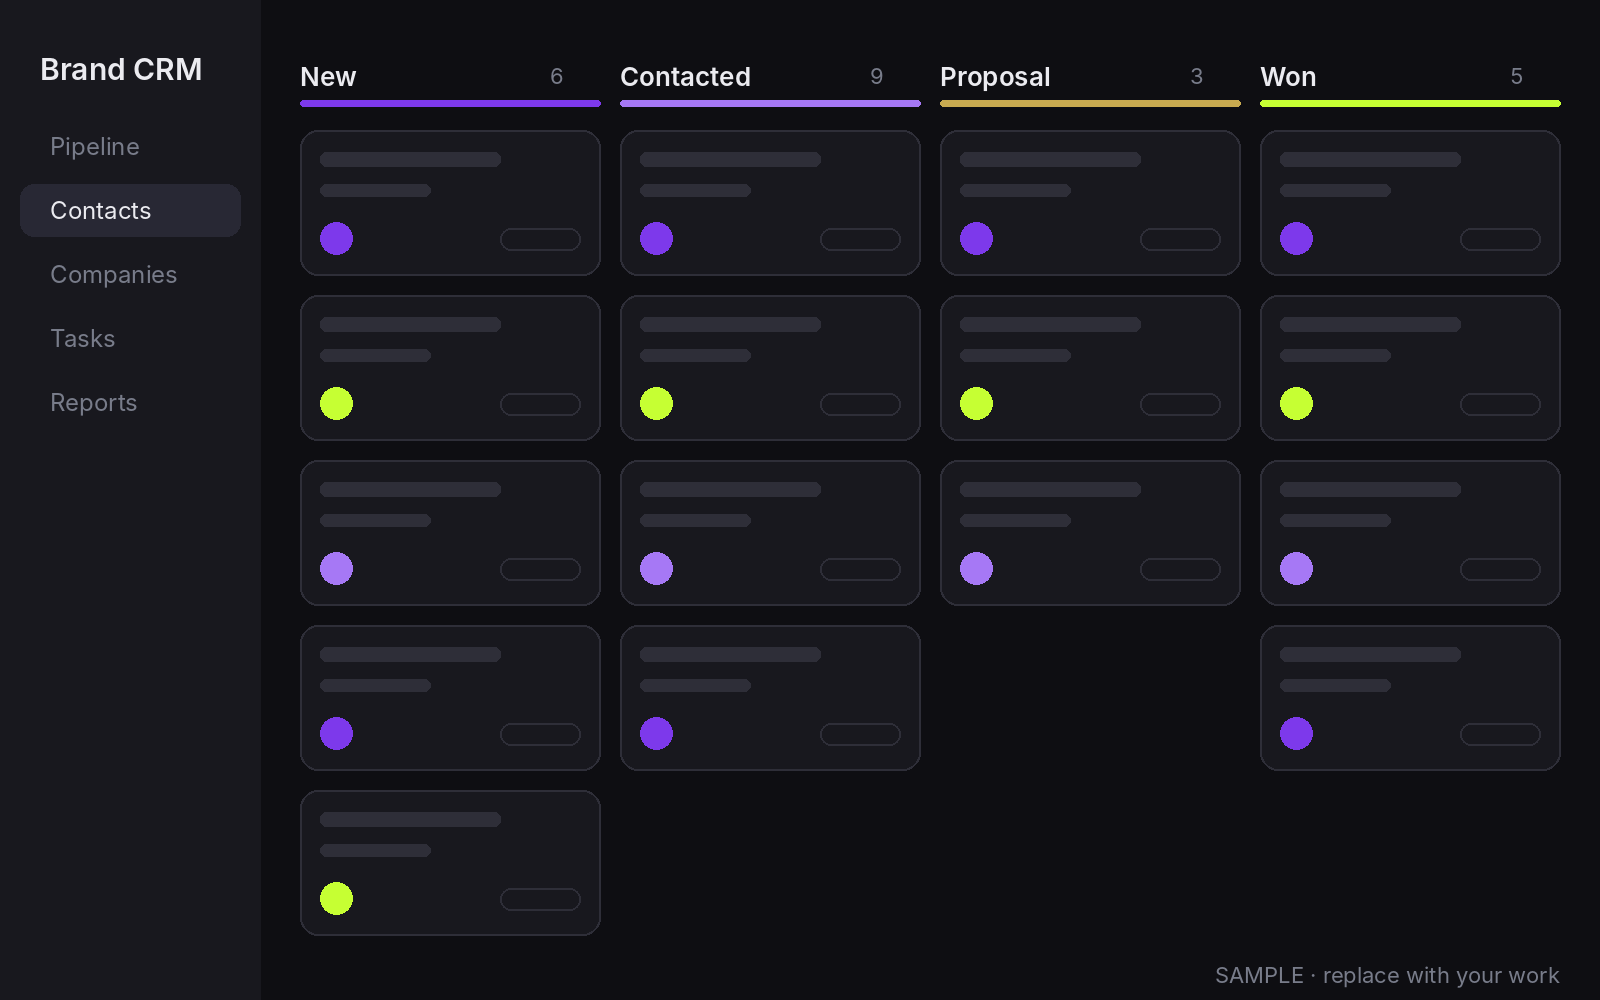 Brand CRM
Pipeline
Contacts
Companies
Tasks
Reports
New 6
Contacted 9
Proposal 3
Won 5
SAMPLE · replace with your work